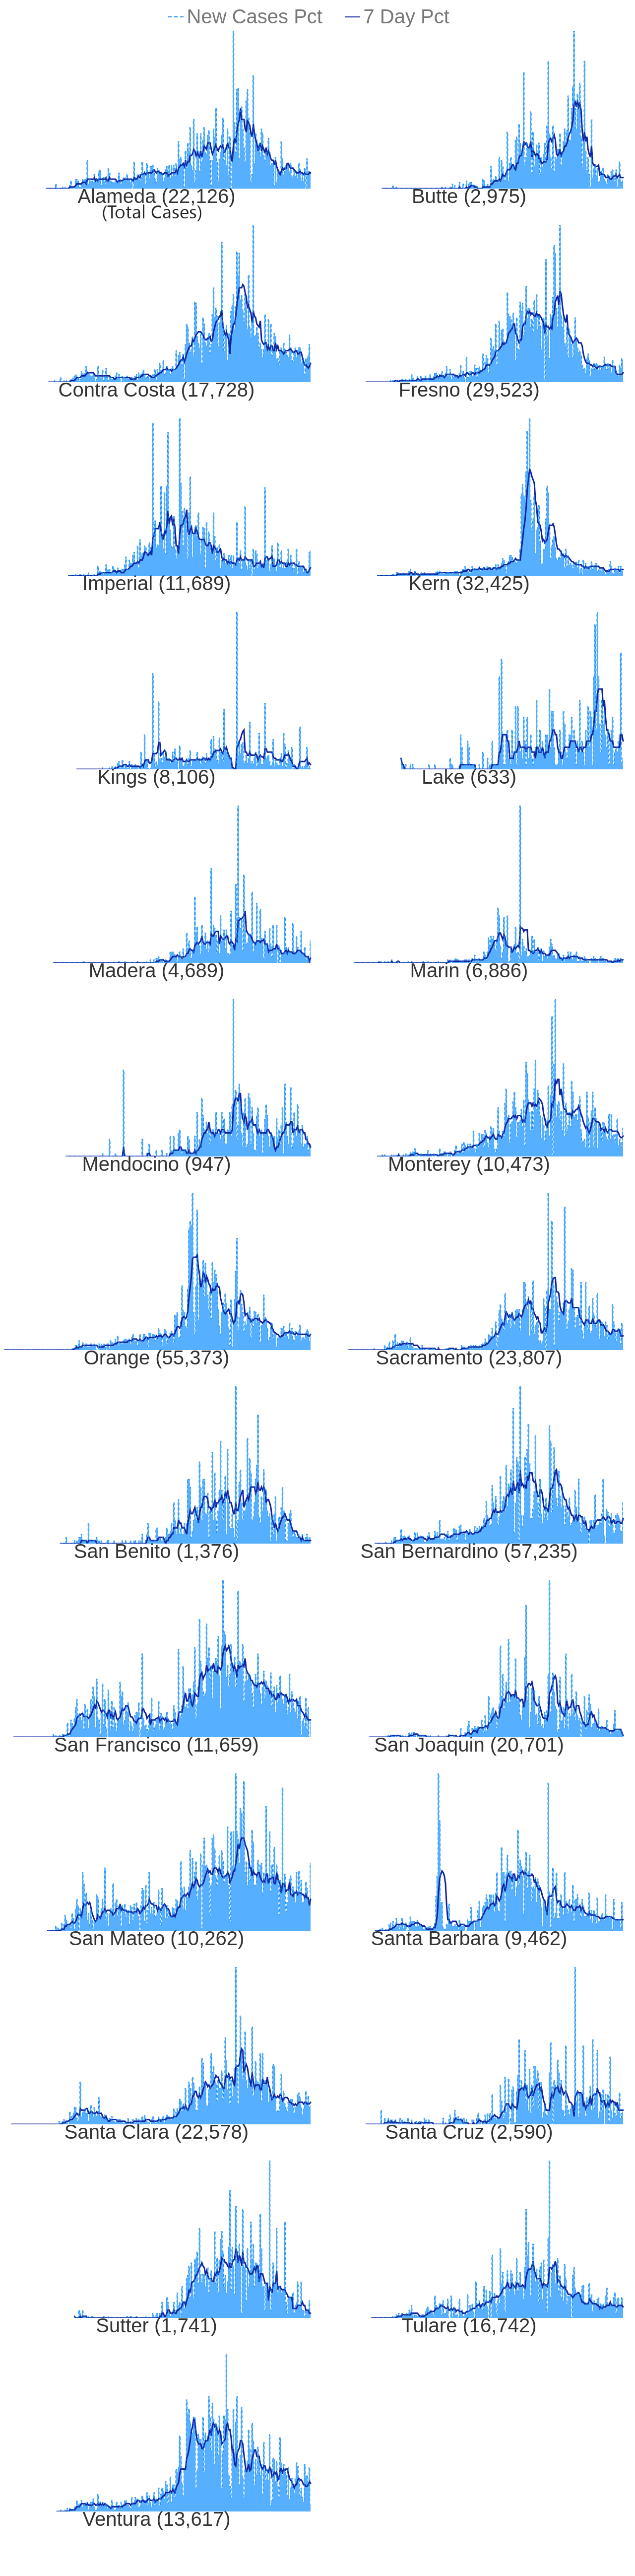 New Cases Pct 7 Day Pct
Alameda (22,126) Butte (2,975)
(Total Cases)
Contra Costa (17,728) Fresno (29,523)
Imperial (11,689) Kern (32,425)
Kings (8,106) Lake (633)
Madera (4,689) Marin (6,886)
Mendocino (947) Monterey (10,473)
Orange (55,373) Sacramento (23,807)
San Benito (1,376) San Bernardino (57,235)
San Francisco (11,659) San Joaquin (20,701)
San Mateo (10,262) Santa Barbara (9,462)
Santa Clara (22,578) Santa Cruz (2,590)
Sutter (1,741) Tulare (16,742)
Ventura (13,617)